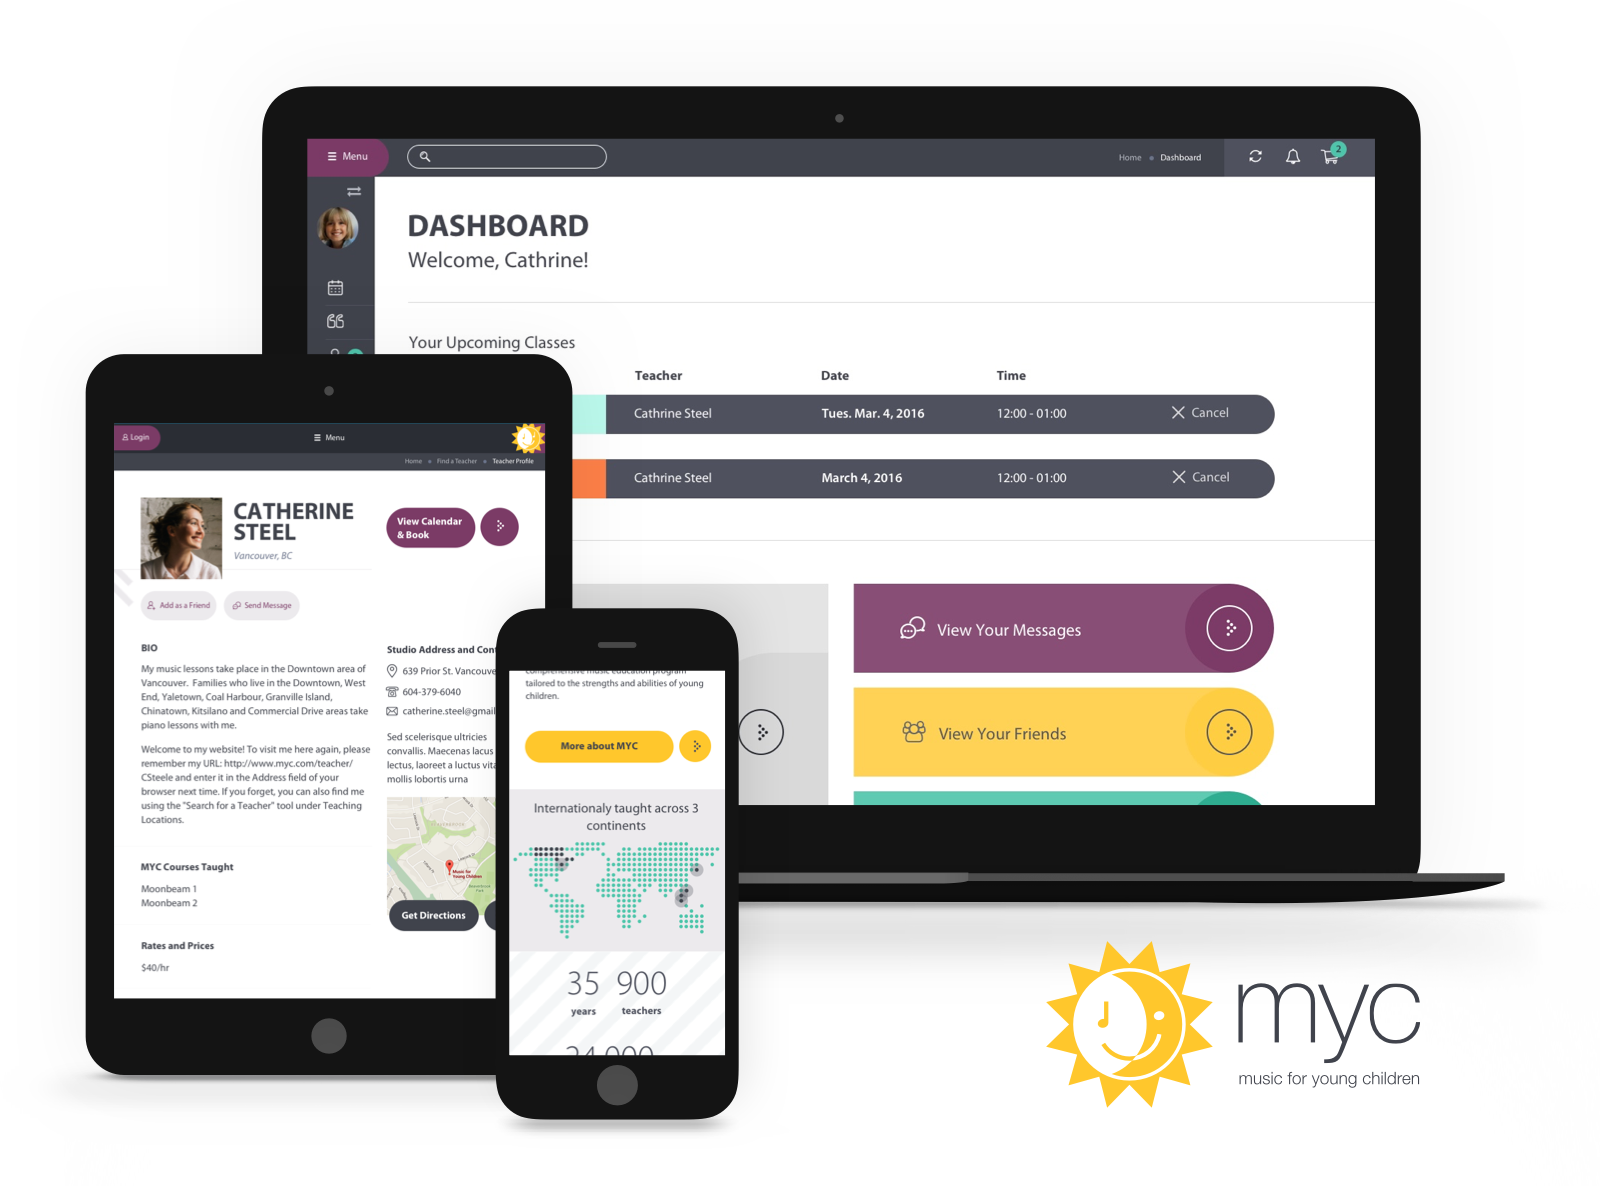 Menu
Home
Dashboard
2
DASHBOARD
Welcome, Cathrine!
Your Upcoming Classes
Teacher
Date
Time
Cathrine Steel
Tues. Mar. 4, 2016
12:00 - 01:00
Cancel
Cathrine Steel
March 4, 2016
12:00 - 01:00
Cancel
View Your Messages
View Your Friends
Login
Menu
Home
Find a Teacher
Teacher Profile
CATHERINE
STEEL
Vancouver, BC
View Calendar
& Book
Add as a Friend
Send Message
BIO
My music lessons take place in the Downtown area of
Vancouver. Families who live in the Downtown, West
End, Yaletown, Coal Harbour, Granville Island,
Chinatown, Kitsilano and Commercial Drive areas take
piano lessons with me.
Welcome to my website! To visit me here again, please
remember my URL: http://www.myc.com/teacher/
CSteele and enter it in the Address field of your
browser next time. If you forget, you can also find me
using the "Search for a Teacher" tool under Teaching
Locations.
MYC Courses Taught
Moonbeam 1
Moonbeam 2
Rates and Prices
$40/hr
Studio Address and
639 Prior St.
604-379-6040
catherine.steel@gmail
Sed scelerisque ultricies
convallis. Maecenas lacus
lectus, laoreet a luctus
mollis lobortis urna
Music for
Young Children
Get Directions
comprehensive music education program
tailored to the strengths and abilities of young
children.
More about MYC
Internationaly taught across 3
continents
35
years
900
teachers
myc
music for young children